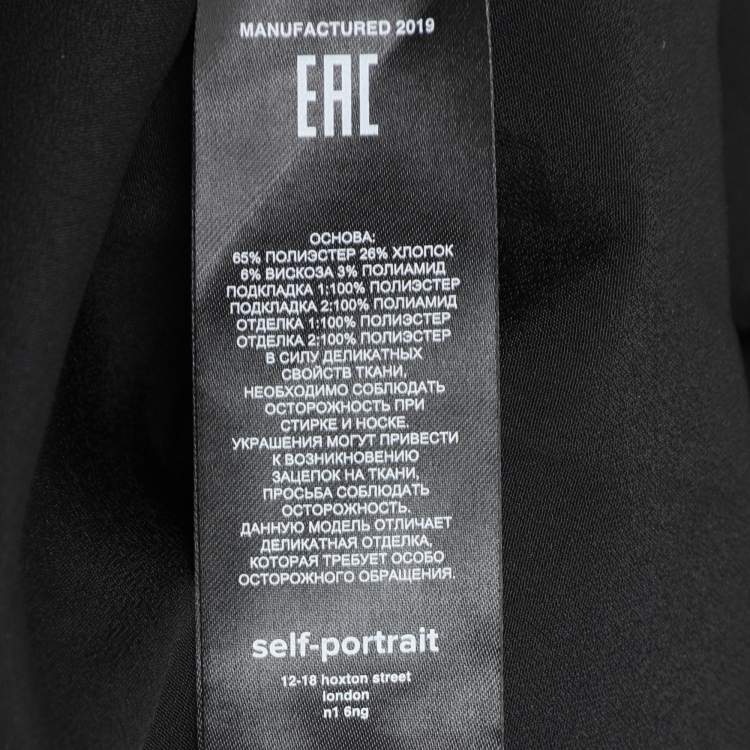 MANUFACTURED 2019
EAC
ОСНОВА:
65% ПОЛИЭСТЕР 26% ХЛОПОК
6% ВИСКОЗА 3% ПОЛИАМИД
ПОДКЛАДКА 1:100% ПОЛИЭСТЕР
ПОДКЛАДКА 2:100% ПОЛИАМИД
ОТДЕЛКА 1:100% ПОЛИЭСТЕР
ОТДЕЛКА 2:100% ПОЛИЭСТЕР
В СИЛУ ДЕЛИКАТНЫХ
СВОЙСТВ ТКАНИ,
НЕОБХОДИМО СОБЛЮДАТЬ
ОСТОРОЖНОСТЬ ПРИ
СТИРКЕ И НОСКЕ.
УКРАШЕНИЯ МОГУТ ПРИВЕСТИ
К ВОЗНИКНОВЕНИЮ
ЗАЦЕПОК НА ТКАНИ,
ПРОСЬБА СОБЛЮДАТЬ
ОСТОРОЖНОСТЬ.
ДАННУЮ МОДЕЛЬ ОТЛИЧАЕТ
ДЕЛИКАТНАЯ ОТДЕЛКА,
КОТОРАЯ ТРЕБУЕТ ОСОБО
ОСТОРОЖНОГО ОБРАЩЕНИЯ.
self-portrait
12-18 hoxton street
london
n1 6ng